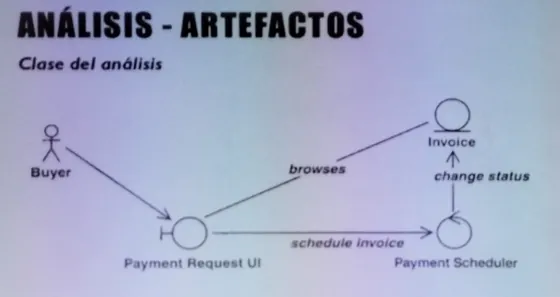 ANÁLISIS - ARTEFACTOS
Clase del análisis
Buyer
browses
Invoice
change status
schedule invoice
Payment Request UI
Payment Scheduler